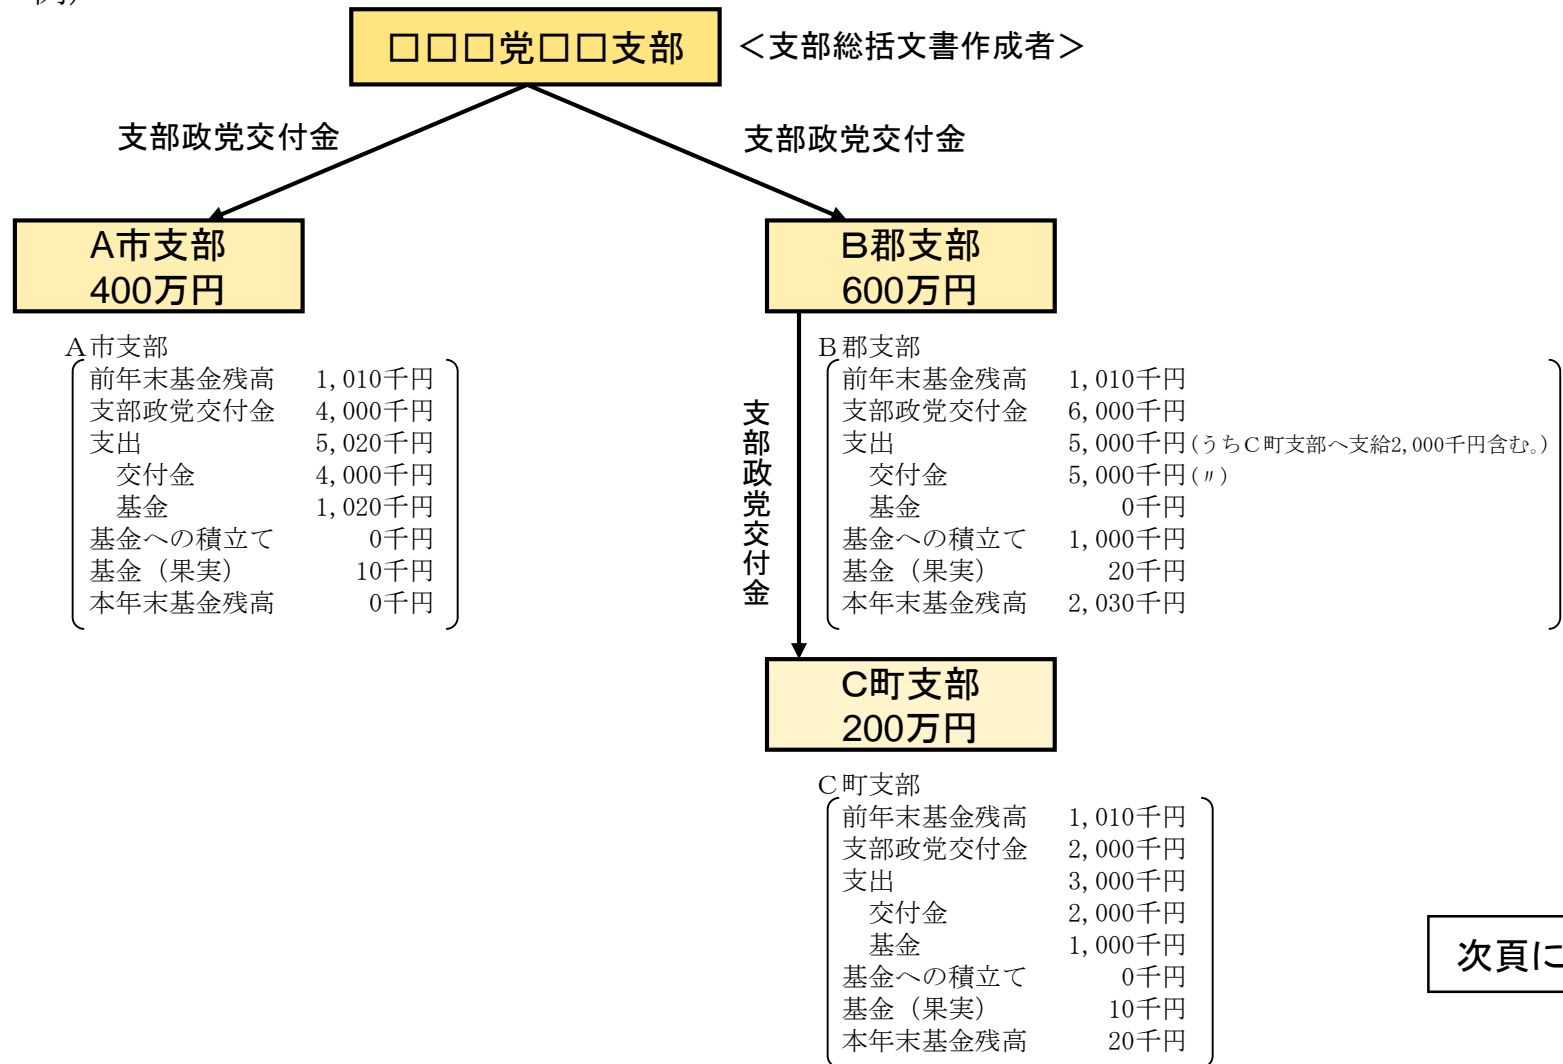 例)
□□□党□□支部
＜支部総括文書作成者＞
支部政党交付金
支部政党交付金
A市支部
400万円
B郡支部
600万円
A市支部
前年末基金残高 1,010千円
支部政党交付金 4,000千円
支出 5,020千円
交付金 4,000千円
基金 1,020千円
基金への積立て 0千円
基金（果実） 10千円
本年末基金残高 0千円
支部政党交付金
B郡支部
前年末基金残高 1,010千円
支部政党交付金 6,000千円
支出 5,000千円(うちC町支部へ支給2,000千円含む。)
交付金 5,000千円(〃)
基金 0千円
基金への積立て 1,000千円
基金（果実） 20千円
本年末基金残高 2,030千円
C町支部
200万円
C町支部
前年末基金残高 1,010千円
支部政党交付金 2,000千円
支出 3,000千円
交付金 2,000千円
基金 1,000千円
基金への積立て 0千円
基金（果実） 10千円
本年末基金残高 20千円
次頁に